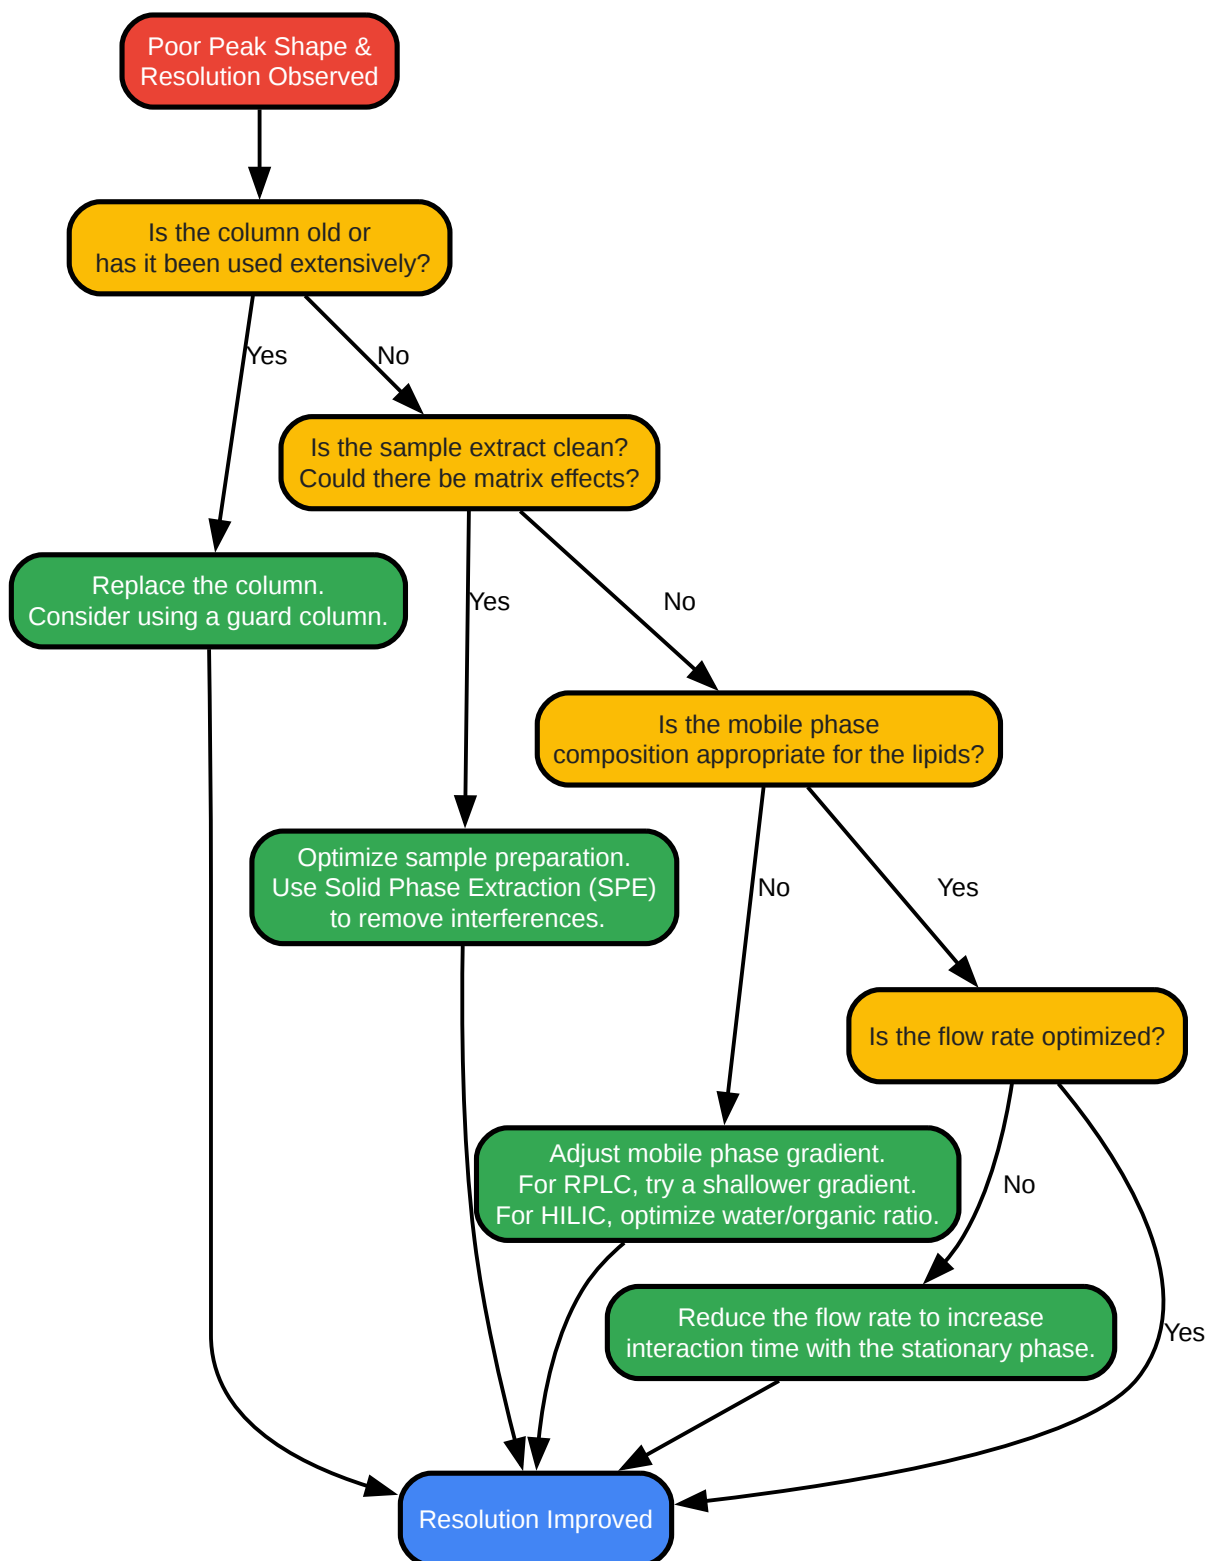 Poor Peak Shape &
Resolution Observed
Is the column old or
has it been used extensively?
Yes
No
Is the sample extract clean?
Could there be matrix effects?
Replace the column.
Consider using a guard column.
Yes
No
Is the mobile phase
composition appropriate for the lipids?
Optimize sample preparation.
Use Solid Phase Extraction (SPE)
to remove interferences.
No
Yes
Is the flow rate optimized?
Adjust mobile phase gradient.
For RPLC, try a shallower gradient.
For HILIC, optimize water/organic ratio.
No
Reduce the flow rate to increase
interaction time with the stationary phase.
Yes
Resolution Improved